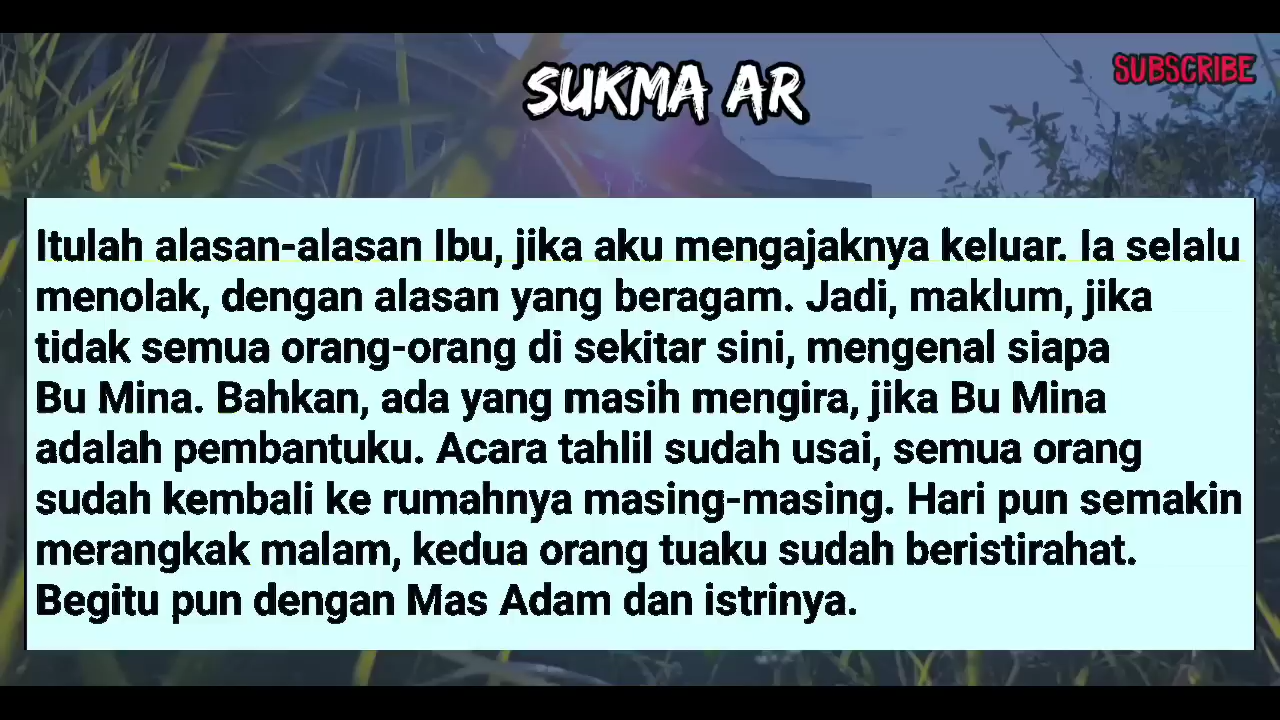 SUKMA AR
SUBSCRIBE
Itulah alasan-alasan Ibu, jika aku mengajaknya keluar. Ia selalu
menolak, dengan alasan yang beragam. Jadi, maklum, jika
tidak semua orang-orang di sekitar sini, mengenal siapa
Bu Mina. Bahkan, ada yang masih mengira, jika Bu Mina
adalah pembantuku. Acara tahlil sudah usai, semua orang
sudah kembali ke rumahnya masing-masing. Hari pun semakin
merangkak malam, kedua orang tuaku sudah beristirahat.
Begitu pun dengan Mas Adam dan istrinya.